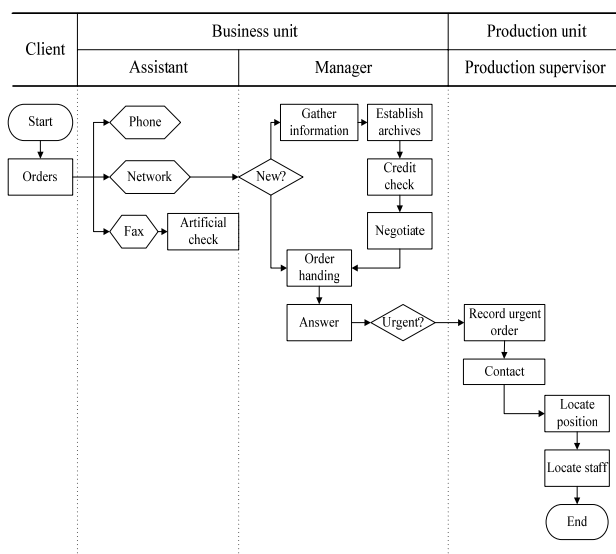 Client
Business unit
Production unit
Assistant
Manager
Production supervisor
Start
Phone
Gather
information
Establish
archives
Orders
Network
New?
Credit
check
Fax
Artificial
check
Negotiate
Order
handing
Answer
Urgent?
Record urgent
order
Contact
Locate
position
Locate staff
End